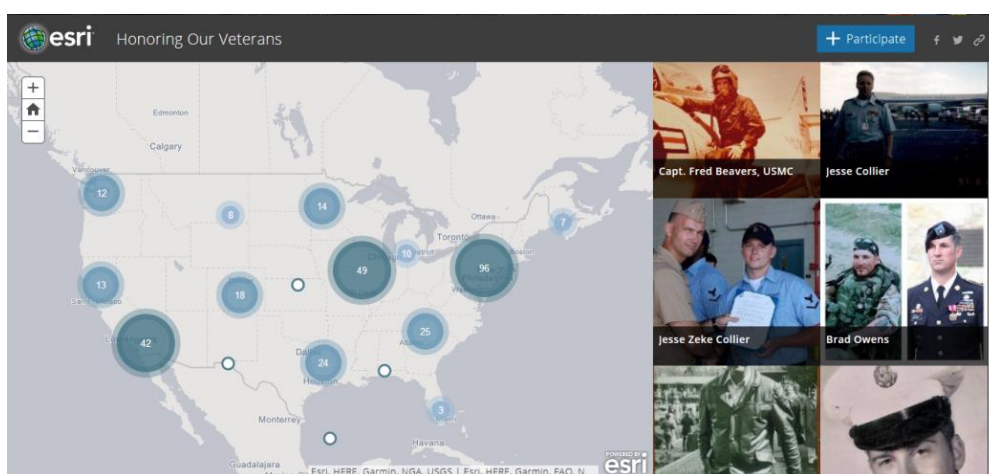 esri Honoring Our Veterans
+ Participate
+
−
Edmonton
Calgary
Vancouver
12
8
14
Ottawa
7
Toronto
10
49
96
13
18
42
25
24
Houston
3
Monterrey
Havana
Guadalajara
Esri, HERE, Garmin, NGA, USGS | Esri, HERE, Garmin, FAO, N
POWERED BY
esri
Capt. Fred Beavers, USMC
Jesse Collier
Jesse Zeke Collier
Brad Owens